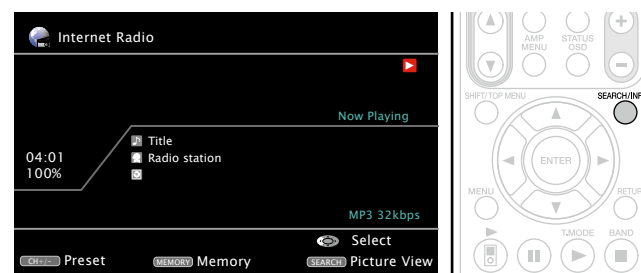 Internet Radio
Now Playing
Title
Radio station
04:01
100%
MP3 32kbps
Select
CH+/− Preset
MEMORY Memory
SEARCH Picture View
AMP MENU
STATUS OSD
SHIFT/TOP MENU
SEARCH/INF
ENTER
MENU
RETUR
T.MODE
BAND